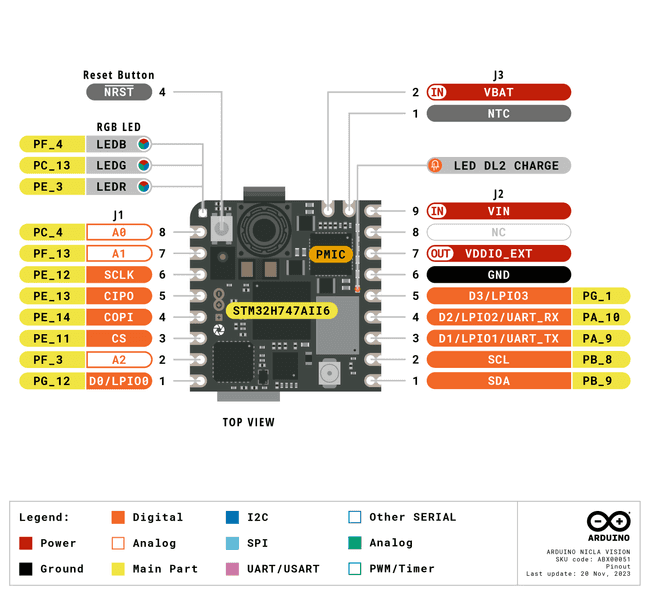 Reset Button
NRST 4
RGB LED
PF_4 LEDB
PC_13 LEDG
PE_3 LEDR
J1
PC_4 A0 8
PF_13 A1 7
PE_12 SCLK 6
PE_13 CIPO 5
PE_14 COPI 4
PE_11 CS 3
PF_3 A2 2
PG_12 D0/LPIO0 1
PMIC
STM32H747AII6
TOP VIEW
J3
2 IN VBAT
1 NTC
LED DL2 CHARGE
J2
9 IN VIN
8 NC
7 OUT VDDIO_EXT
6 GND
5 D3/LPIO3 PG_1
4 D2/LPIO2/UART_RX PA_10
3 D1/LPIO1/UART_TX PA_9
2 SCL PB_8
1 SDA PB_9
Legend:
Power
Ground
Digital
Analog
Main Part
I2C
SPI
UART/USART
Other SERIAL
Analog
PWM/Timer
ARDUINO
ARDUINO NICLA VISION
SKU code: ABX00051
Pinout
Last update: 20 Nov, 2023